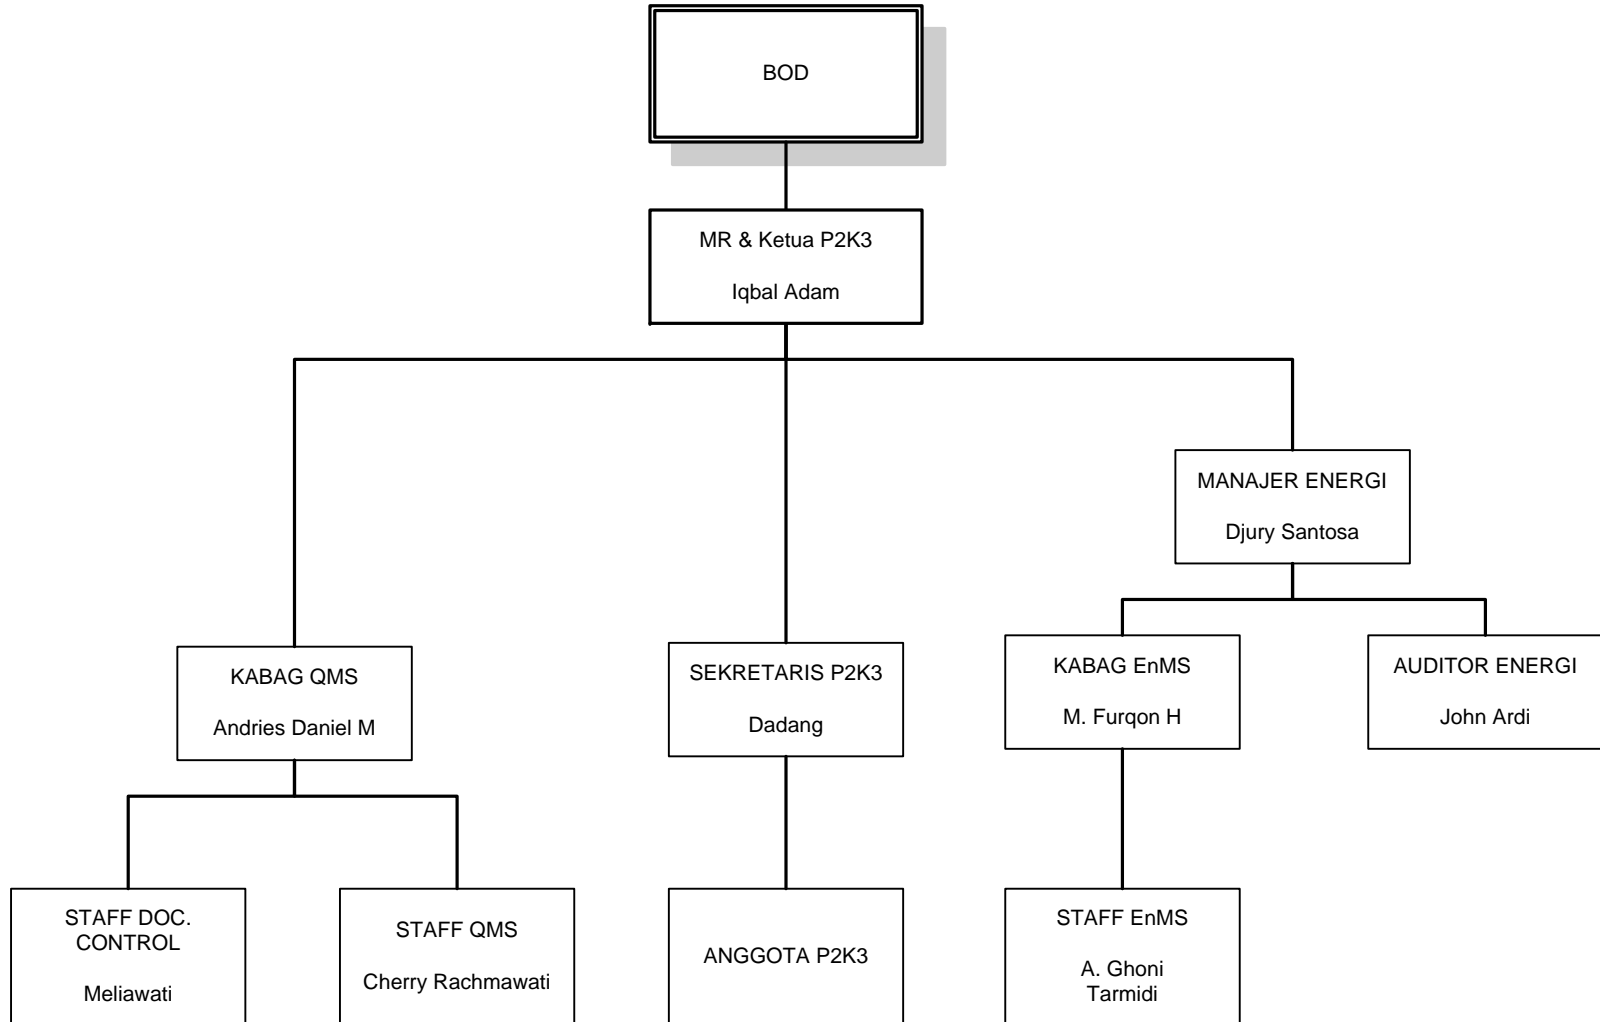 BOD
MR & Ketua P2K3
Iqbal Adam
MANAJER ENERGI
Djury Santosa
KABAG QMS
Andries Daniel M
SEKRETARIS P2K3
Dadang
KABAG EnMS
M. Furqon H
AUDITOR ENERGI
John Ardi
STAFF DOC.
CONTROL
Meliawati
STAFF QMS
Cherry Rachmawati
ANGGOTA P2K3
STAFF EnMS
A. Ghoni
Tarmidi